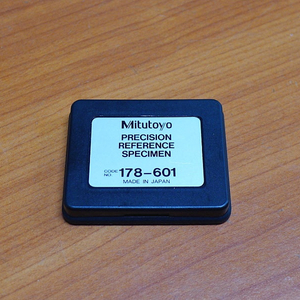 Mitutoyo
PRECISION
REFERENCE
SPECIMEN
CODE NO. 178-601
MADE IN JAPAN